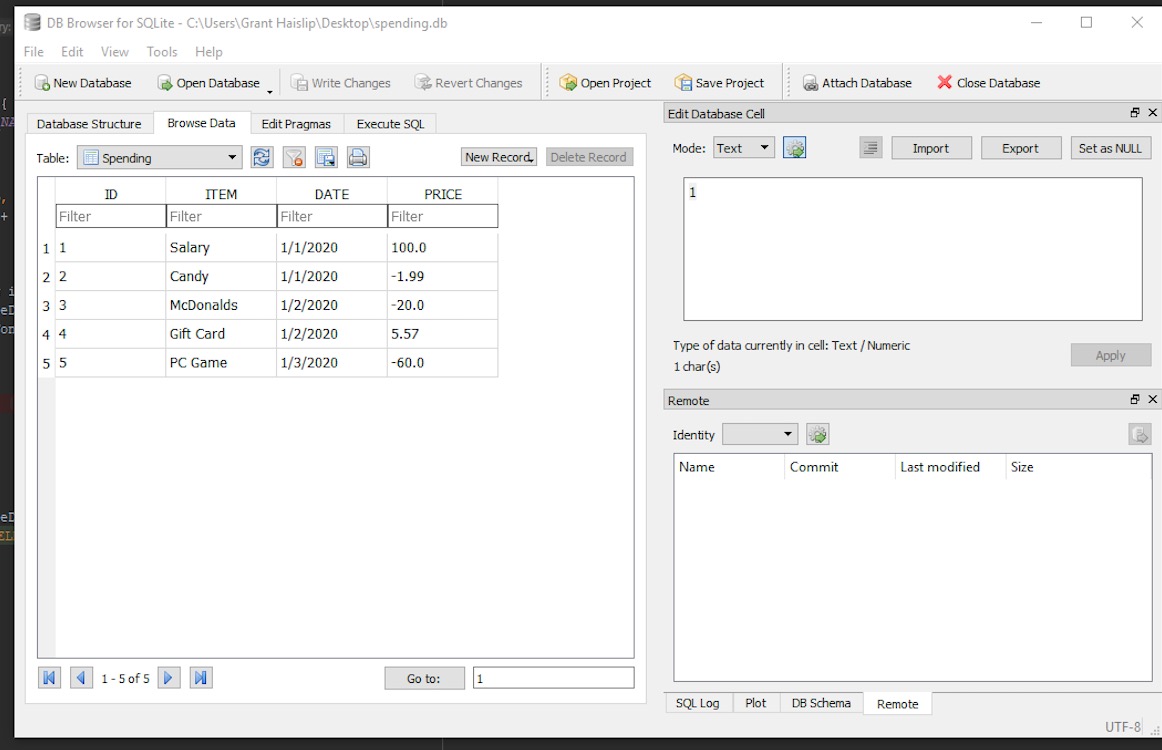 DB Browser for SQLite - C:\Users\Grant Haislip\Desktop\spending.db
File Edit View Tools Help
New Database Open Database Write Changes Revert Changes Open Project Save Project Attach Database Close Database
Database Structure Browse Data Edit Pragmas Execute SQL
Table: Spending New Record Delete Record
ID ITEM DATE PRICE
Filter Filter Filter Filter
1 1 Salary 1/1/2020 100.0
2 2 Candy 1/1/2020 -1.99
3 3 McDonalds 1/2/2020 -20.0
4 4 Gift Card 1/2/2020 5.57
5 5 PC Game 1/3/2020 -60.0
1 - 5 of 5 Go to: 1
Edit Database Cell
Mode: Text Import Export Set as NULL
1
Type of data currently in cell: Text / Numeric
1 char(s)
Apply
Remote
Identity
Name Commit Last modified Size
SQL Log Plot DB Schema Remote
UTF-8